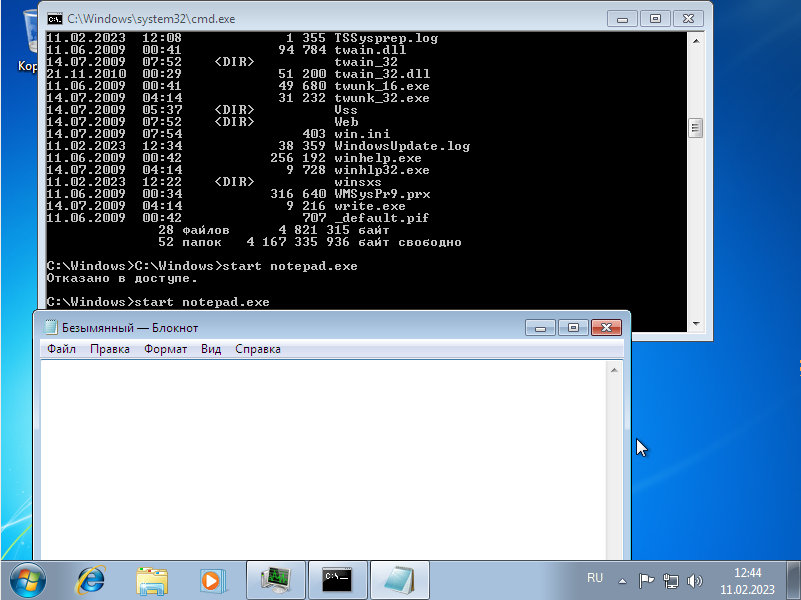 C:\Windows\system32\cmd.exe
Кор
11.02.2023  12:08             1 355 TSSysprep.log
11.06.2009  00:41            94 784 twain.dll
14.07.2009  07:52    <DIR>          twain_32
21.11.2010  00:29            51 200 twain_32.dll
11.06.2009  00:41            49 680 twunk_16.exe
14.07.2009  04:14            31 232 twunk_32.exe
14.07.2009  05:37    <DIR>          Vss
14.07.2009  07:52    <DIR>          Web
14.07.2009  07:54               403 win.ini
11.02.2023  12:34            38 359 WindowsUpdate.log
11.06.2009  00:42           256 192 winhelp.exe
14.07.2009  04:14             9 728 winhlp32.exe
11.02.2023  12:22    <DIR>          winsxs
11.06.2009  00:34           316 640 WMSysPr9.prx
14.07.2009  04:14             9 216 write.exe
11.06.2009  00:42               707 _default.pif
28 файлов      4 821 315 байт
52 папок   4 167 335 936 байт свободно
C:\Windows>C:\Windows>start notepad.exe
Отказано в доступе.
C:\Windows>start notepad.exe
Безымянный — Блокнот
Файл Правка Формат Вид Справка
C:\_
RU
12:44
11.02.2023